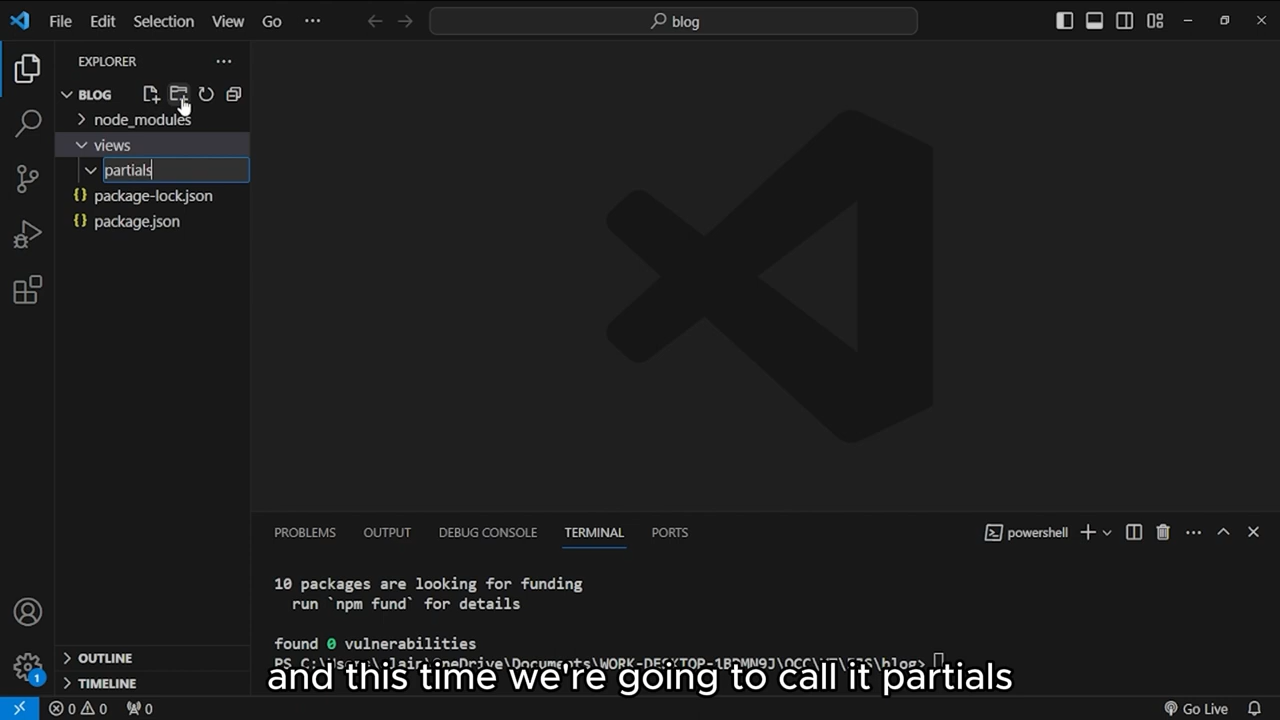 File Edit Selection View Go ···
blog
EXPLORER
BLOG
node_modules
views
partials
package-lock.json
package.json
PROBLEMS OUTPUT DEBUG CONSOLE TERMINAL PORTS
powershell
10 packages are looking for funding
run `npm fund` for details
found 0 vulnerabilities
and this time we're going to call it partials
OUTLINE
TIMELINE
1
0 0 0
Go Live